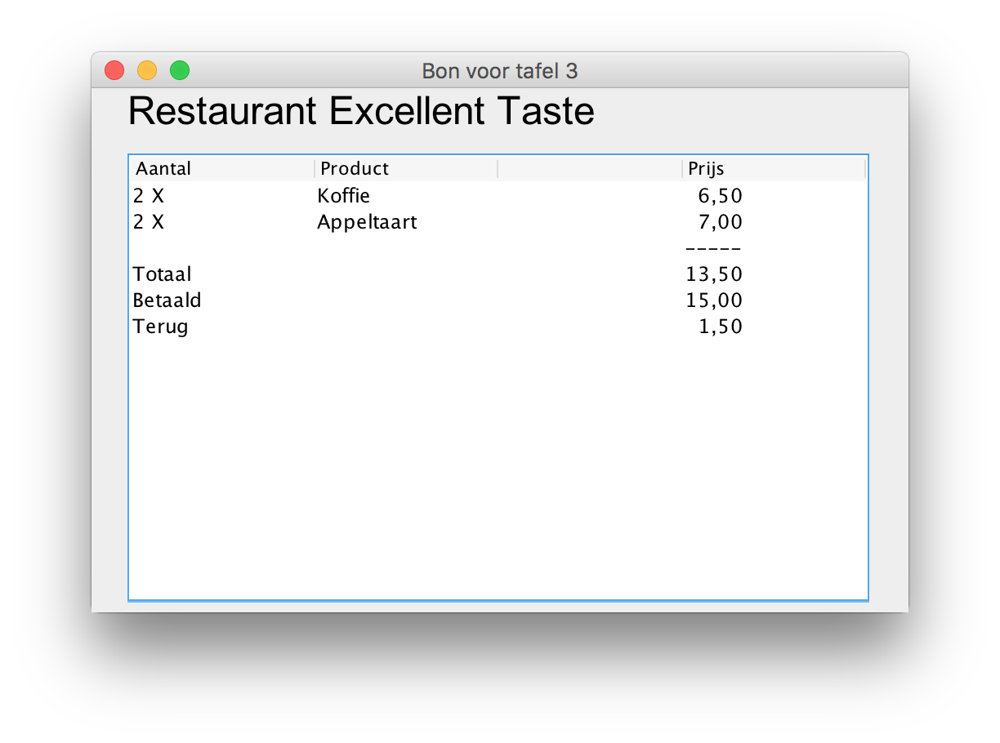 Bon voor tafel 3
Restaurant Excellent Taste
Aantal Product Prijs
2 X Koffie 6,50
2 X Appeltaart 7,00
-----
Totaal 13,50
Betaald 15,00
Terug 1,50